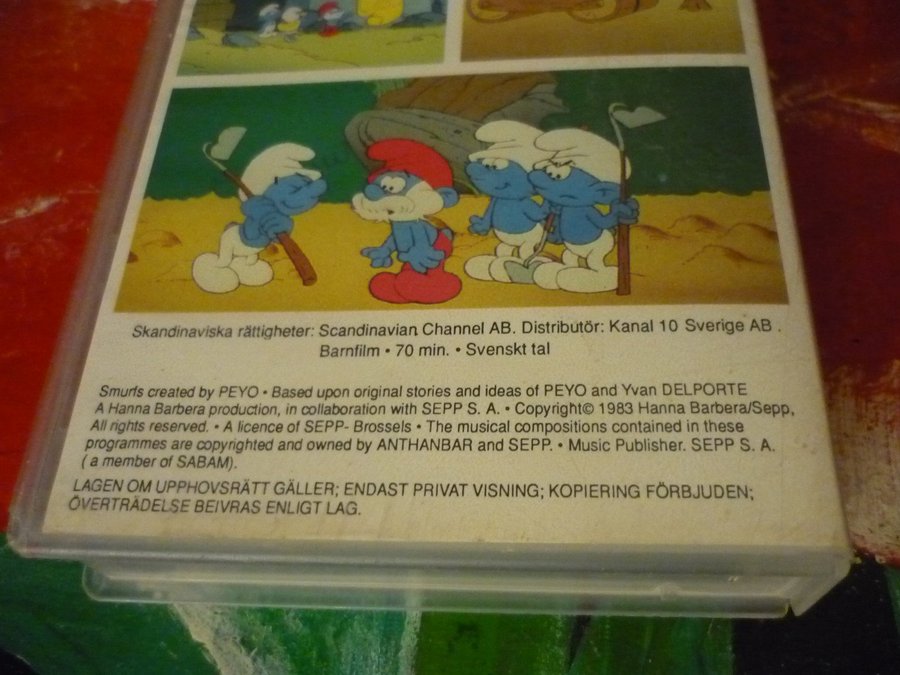 Skandinaviska rättigheter: Scandinavian Channel AB. Distributör: Kanal 10 Sverige AB.
Barnfilm • 70 min. • Svenskt tal
Smurfs created by PEYO • Based upon original stories and ideas of PEYO and Yvan DELPORTE
A Hanna Barbera production, in collaboration with SEPP S. A. • Copyright© 1983 Hanna Barbera/Sepp,
All rights reserved. • A licence of SEPP- Brossels • The musical compositions contained in these
programmes are copyrighted and owned by ANTHANBAR and SEPP. • Music Publisher. SEPP S. A.
( a member of SABAM).
LAGEN OM UPPHOVSRÄTT GÄLLER; ENDAST PRIVAT VISNING; KOPIERING FÖRBJUDEN;
ÖVERTRÄDELSE BEIVRAS ENLIGT LAG.